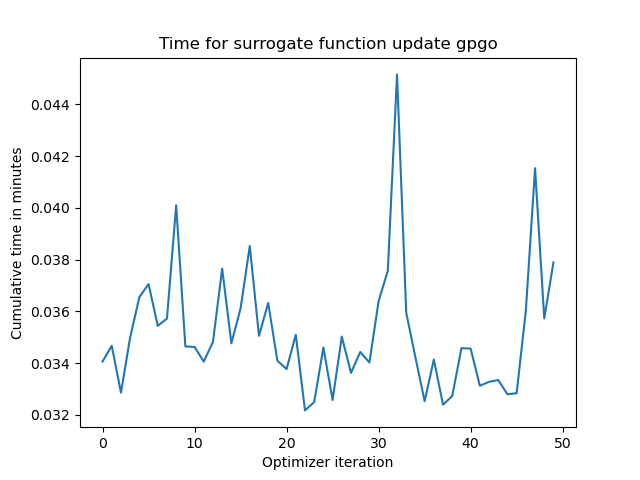 Time for surrogate function update gpgo
Cumulative time in minutes
0.044
0.042
0.040
0.038
0.036
0.034
0.032
0 10 20 30 40 50
Optimizer iteration